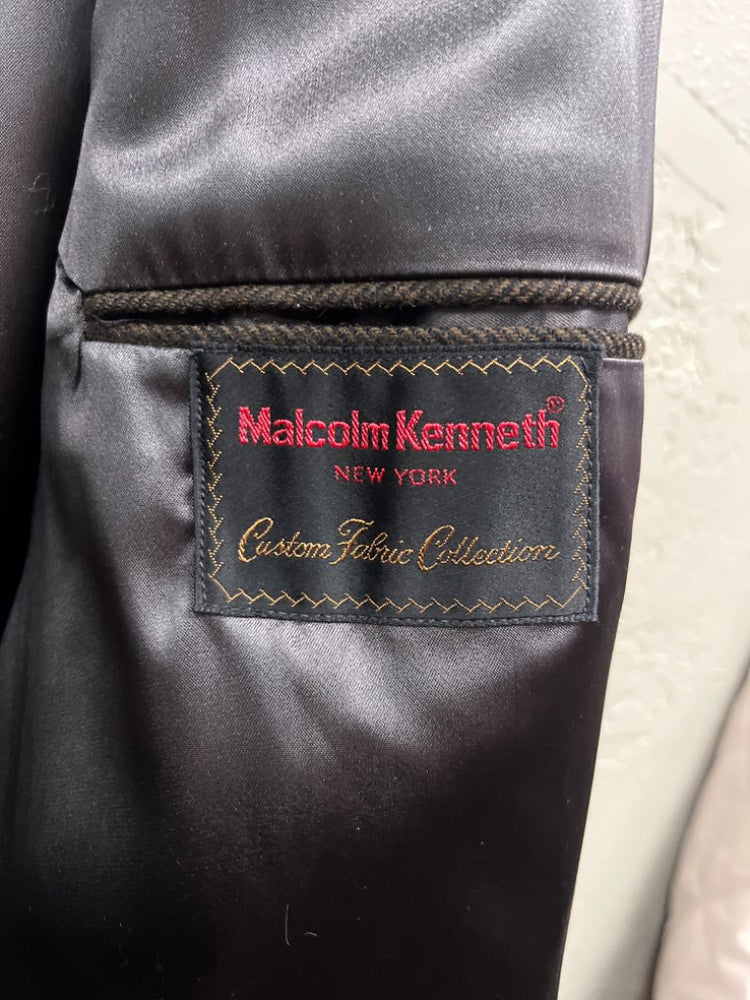 Malcolm Kenneth®
NEW YORK
Custom Fabric Collection